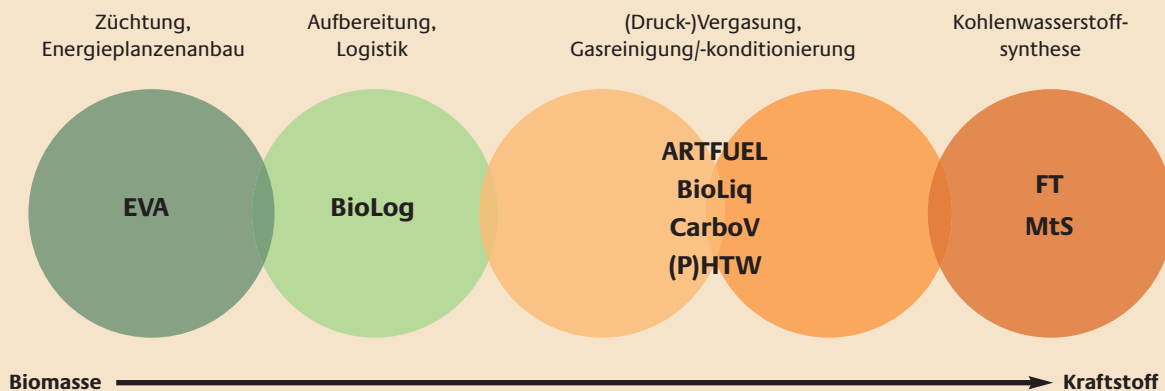 Züchtung,
Energieplanzenanbau
Aufbereitung,
Logistik
(Druck-)Vergasung,
Gasreinigung/-konditionierung
Kohlenwasserstoff-
synthese
EVA
BioLog
ARTFUEL
BioLiq
CarboV
(P)HTW
FT
MtS
Biomasse
Kraftstoff